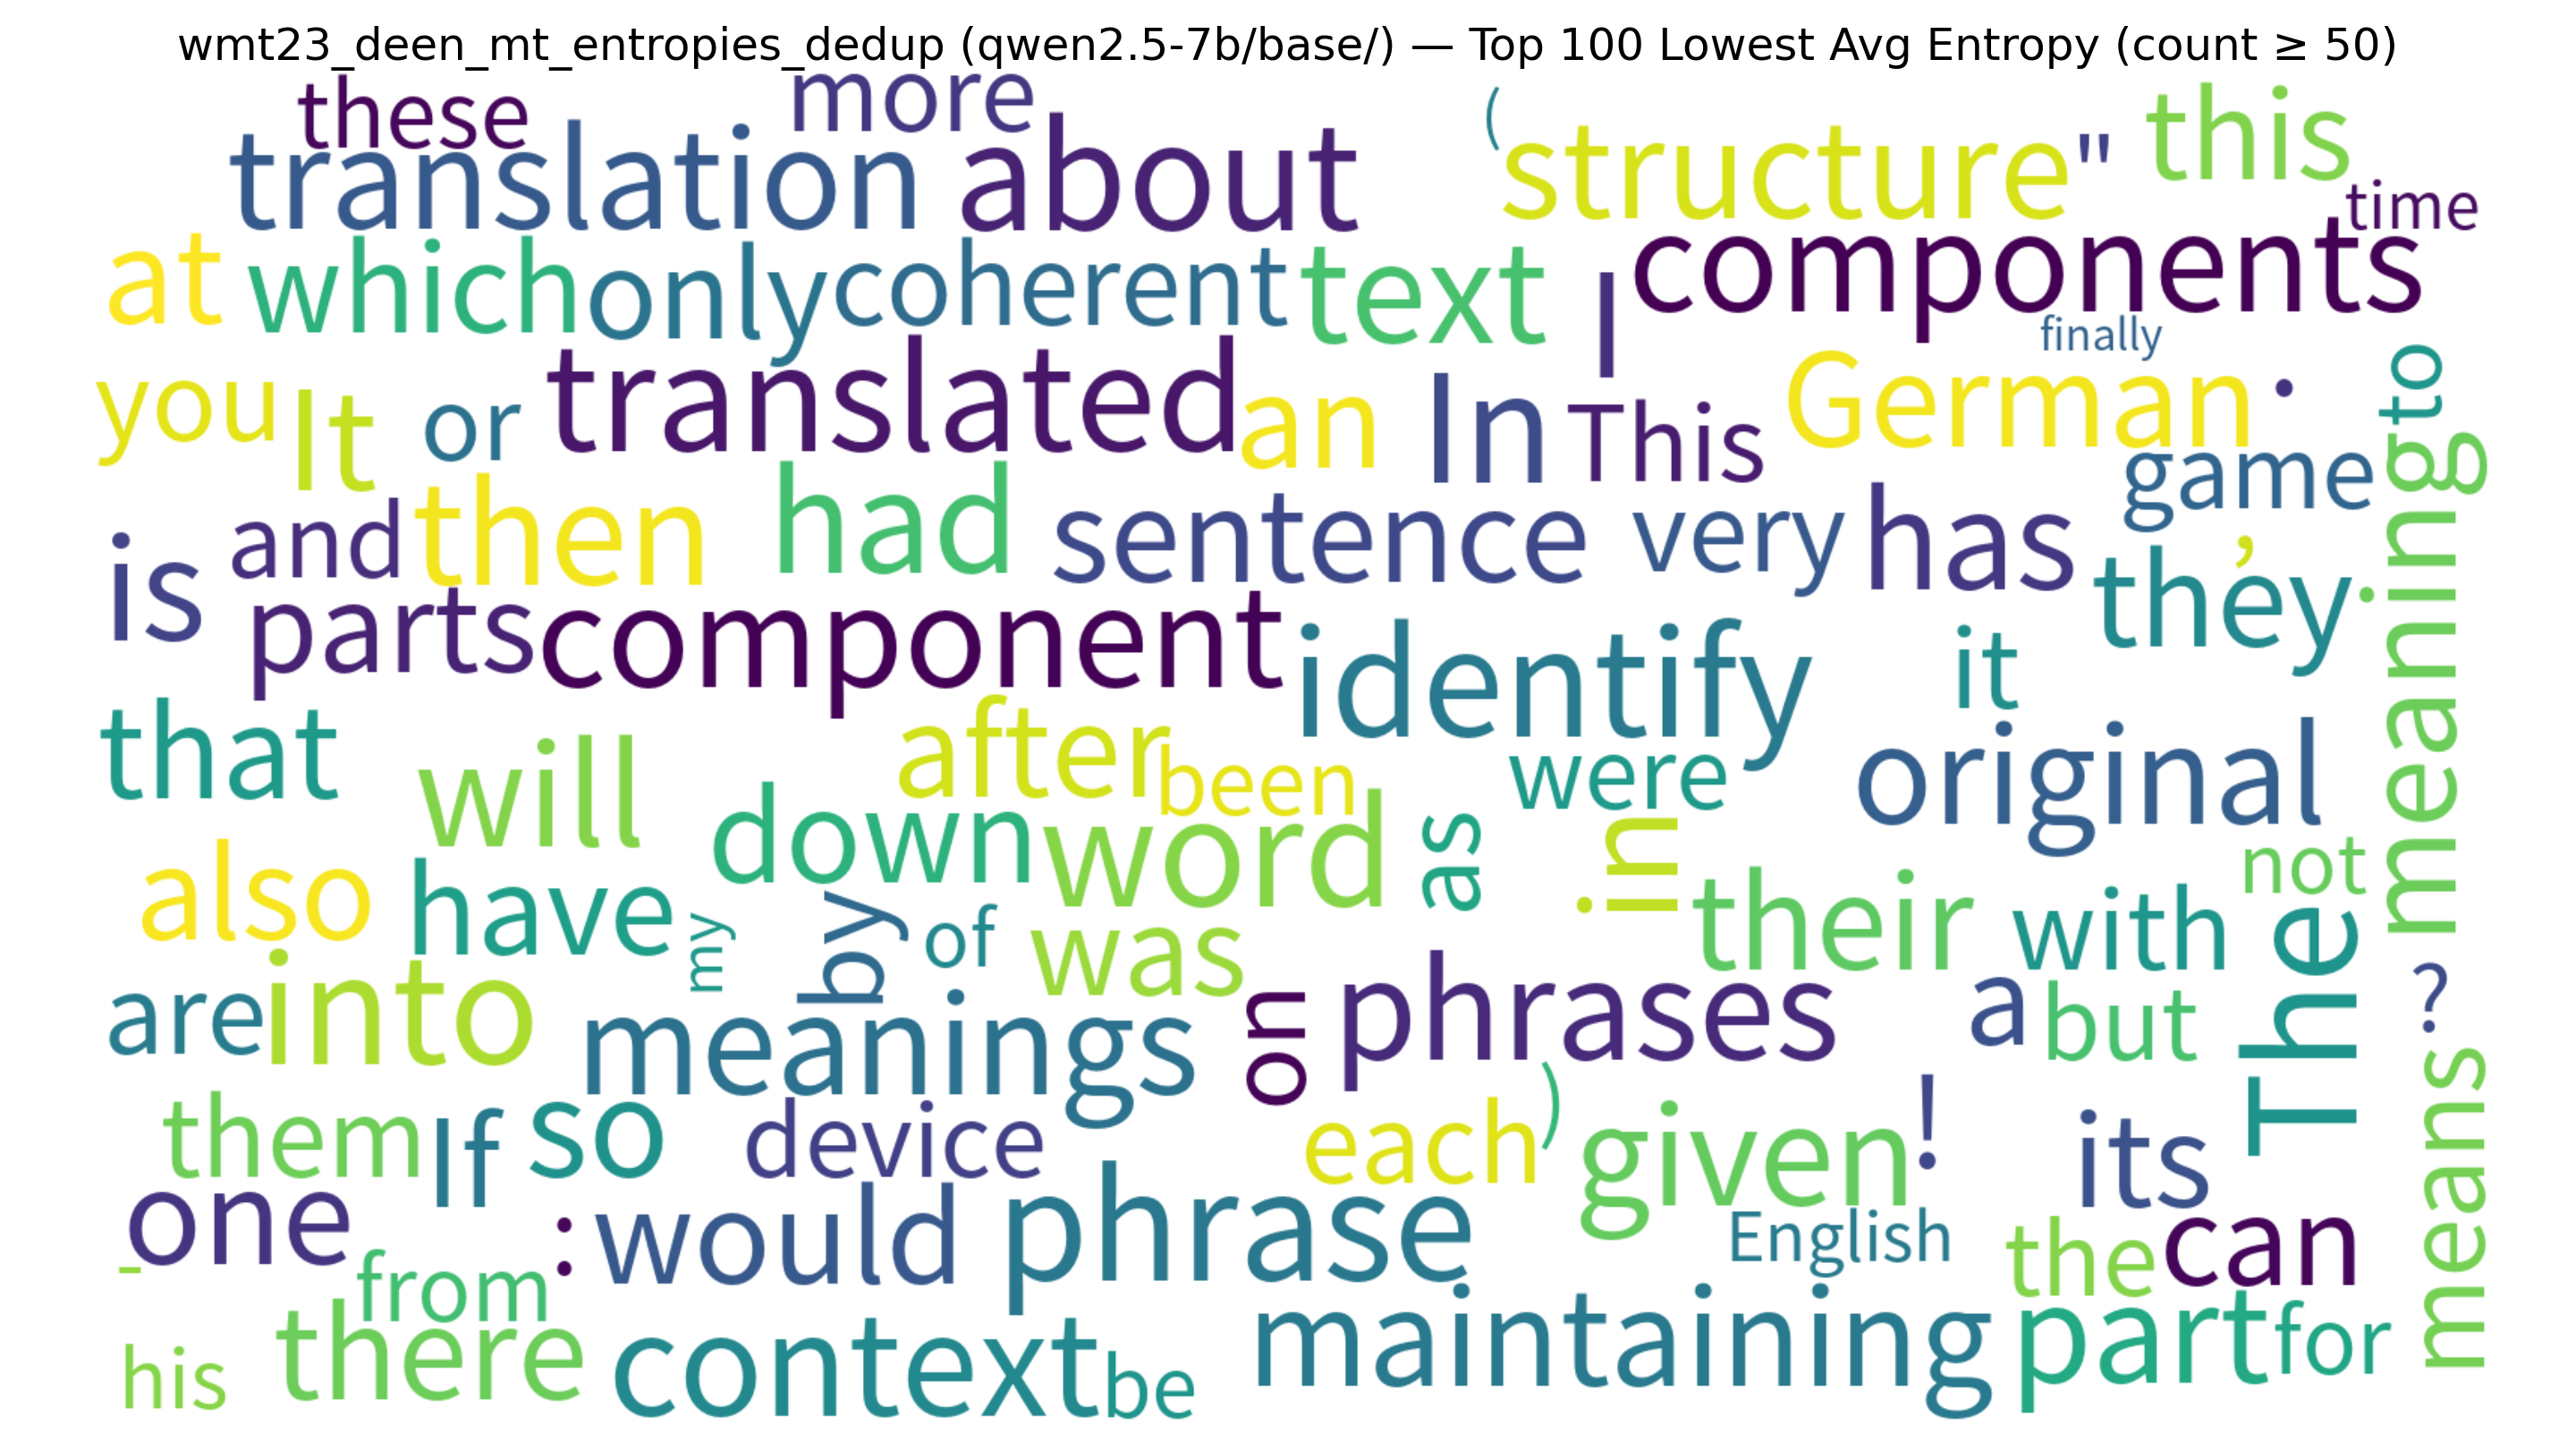 wmt23_deen_mt_entropies_dedup (qwen2.5-7b/base/) — Top 100 Lowest Avg Entropy (count ≥ 50)
these more ( this
translation about structure " time
at which only coherent text I components
finally
you It or translated an In This German . to
is and then had sentence very has game ,
parts component identify it they . meaning
that will after been were original
also have down word as . in their with not
my by of was
are into meanings on phrases a but The ?
them If so device each ) given ! its means
one : would phrase English the can
- from
his there context be maintaining part for